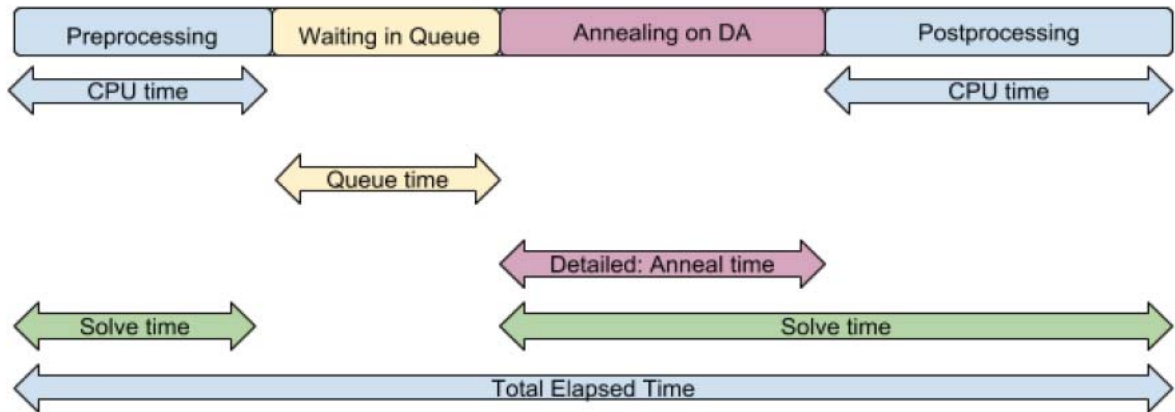 Preprocessing Waiting in Queue Annealing on DA Postprocessing
CPU time CPU time
Queue time
Detailed: Anneal time
Solve time Solve time
Total Elapsed Time